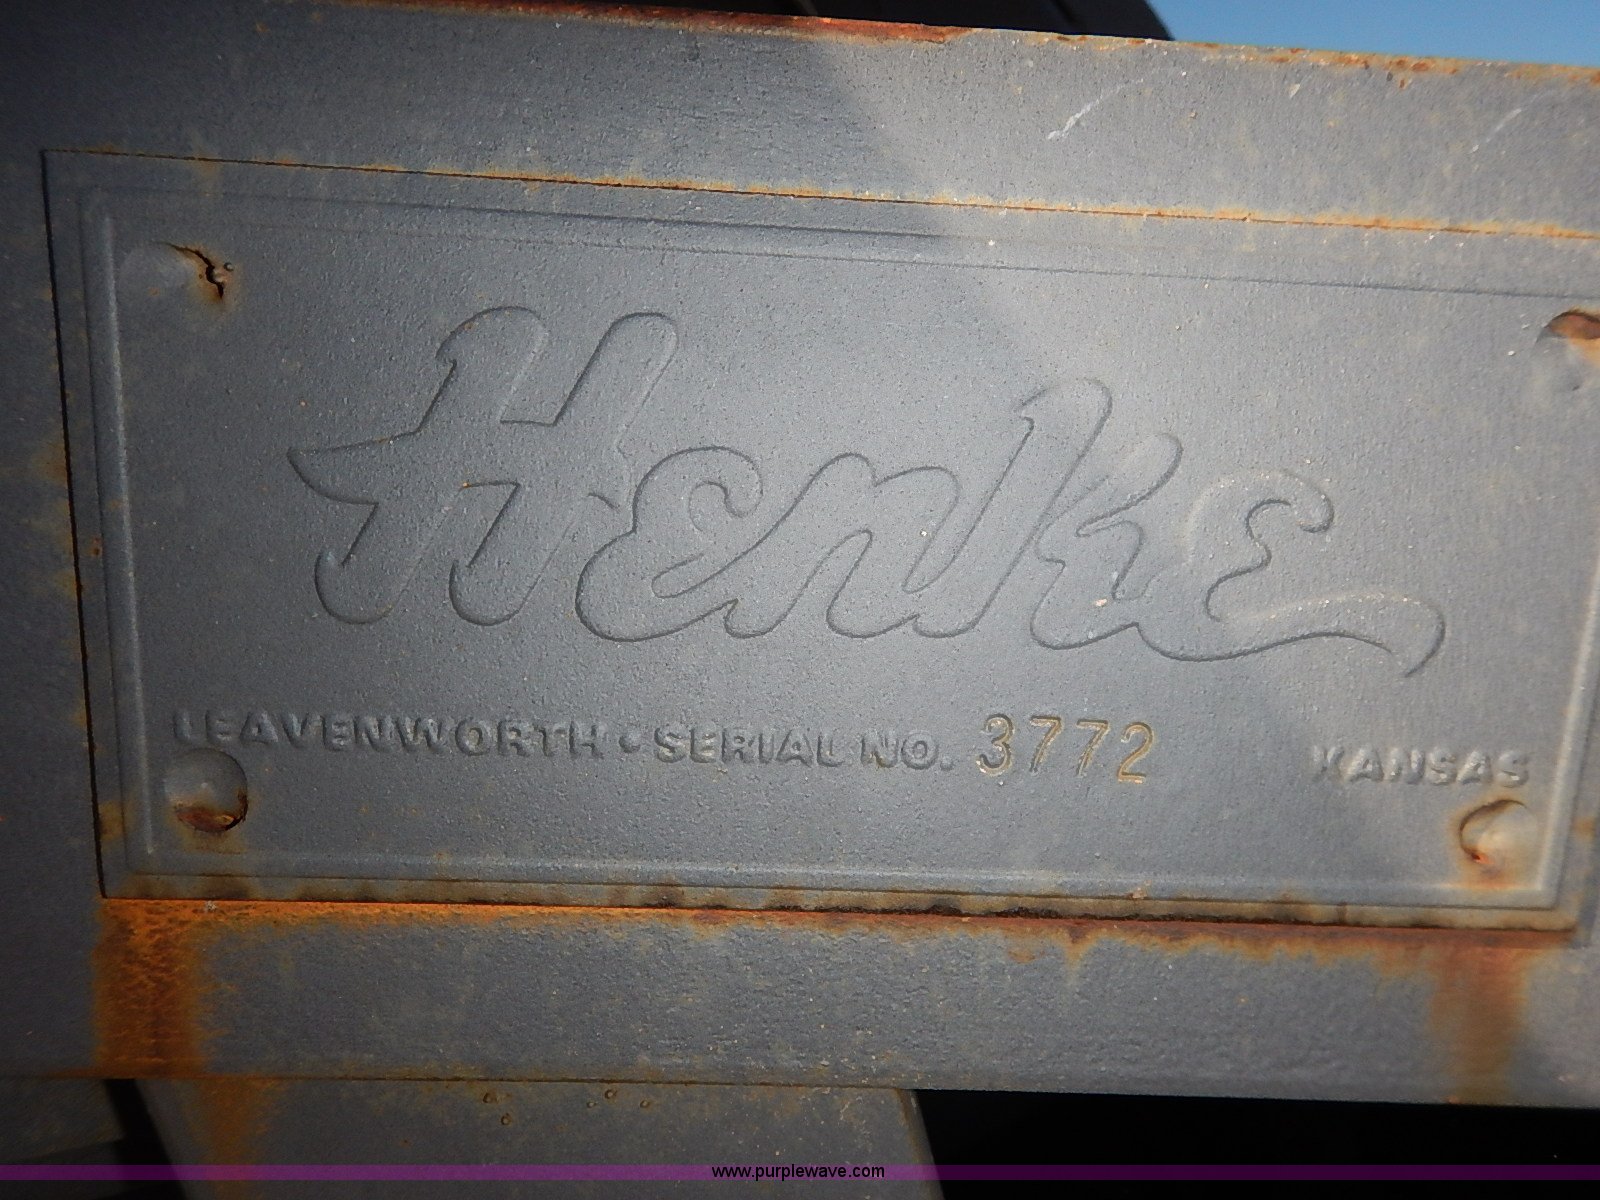 Henke
LEAVENWORTH • SERIAL NO. 3772 KANSAS
www.purplewave.com